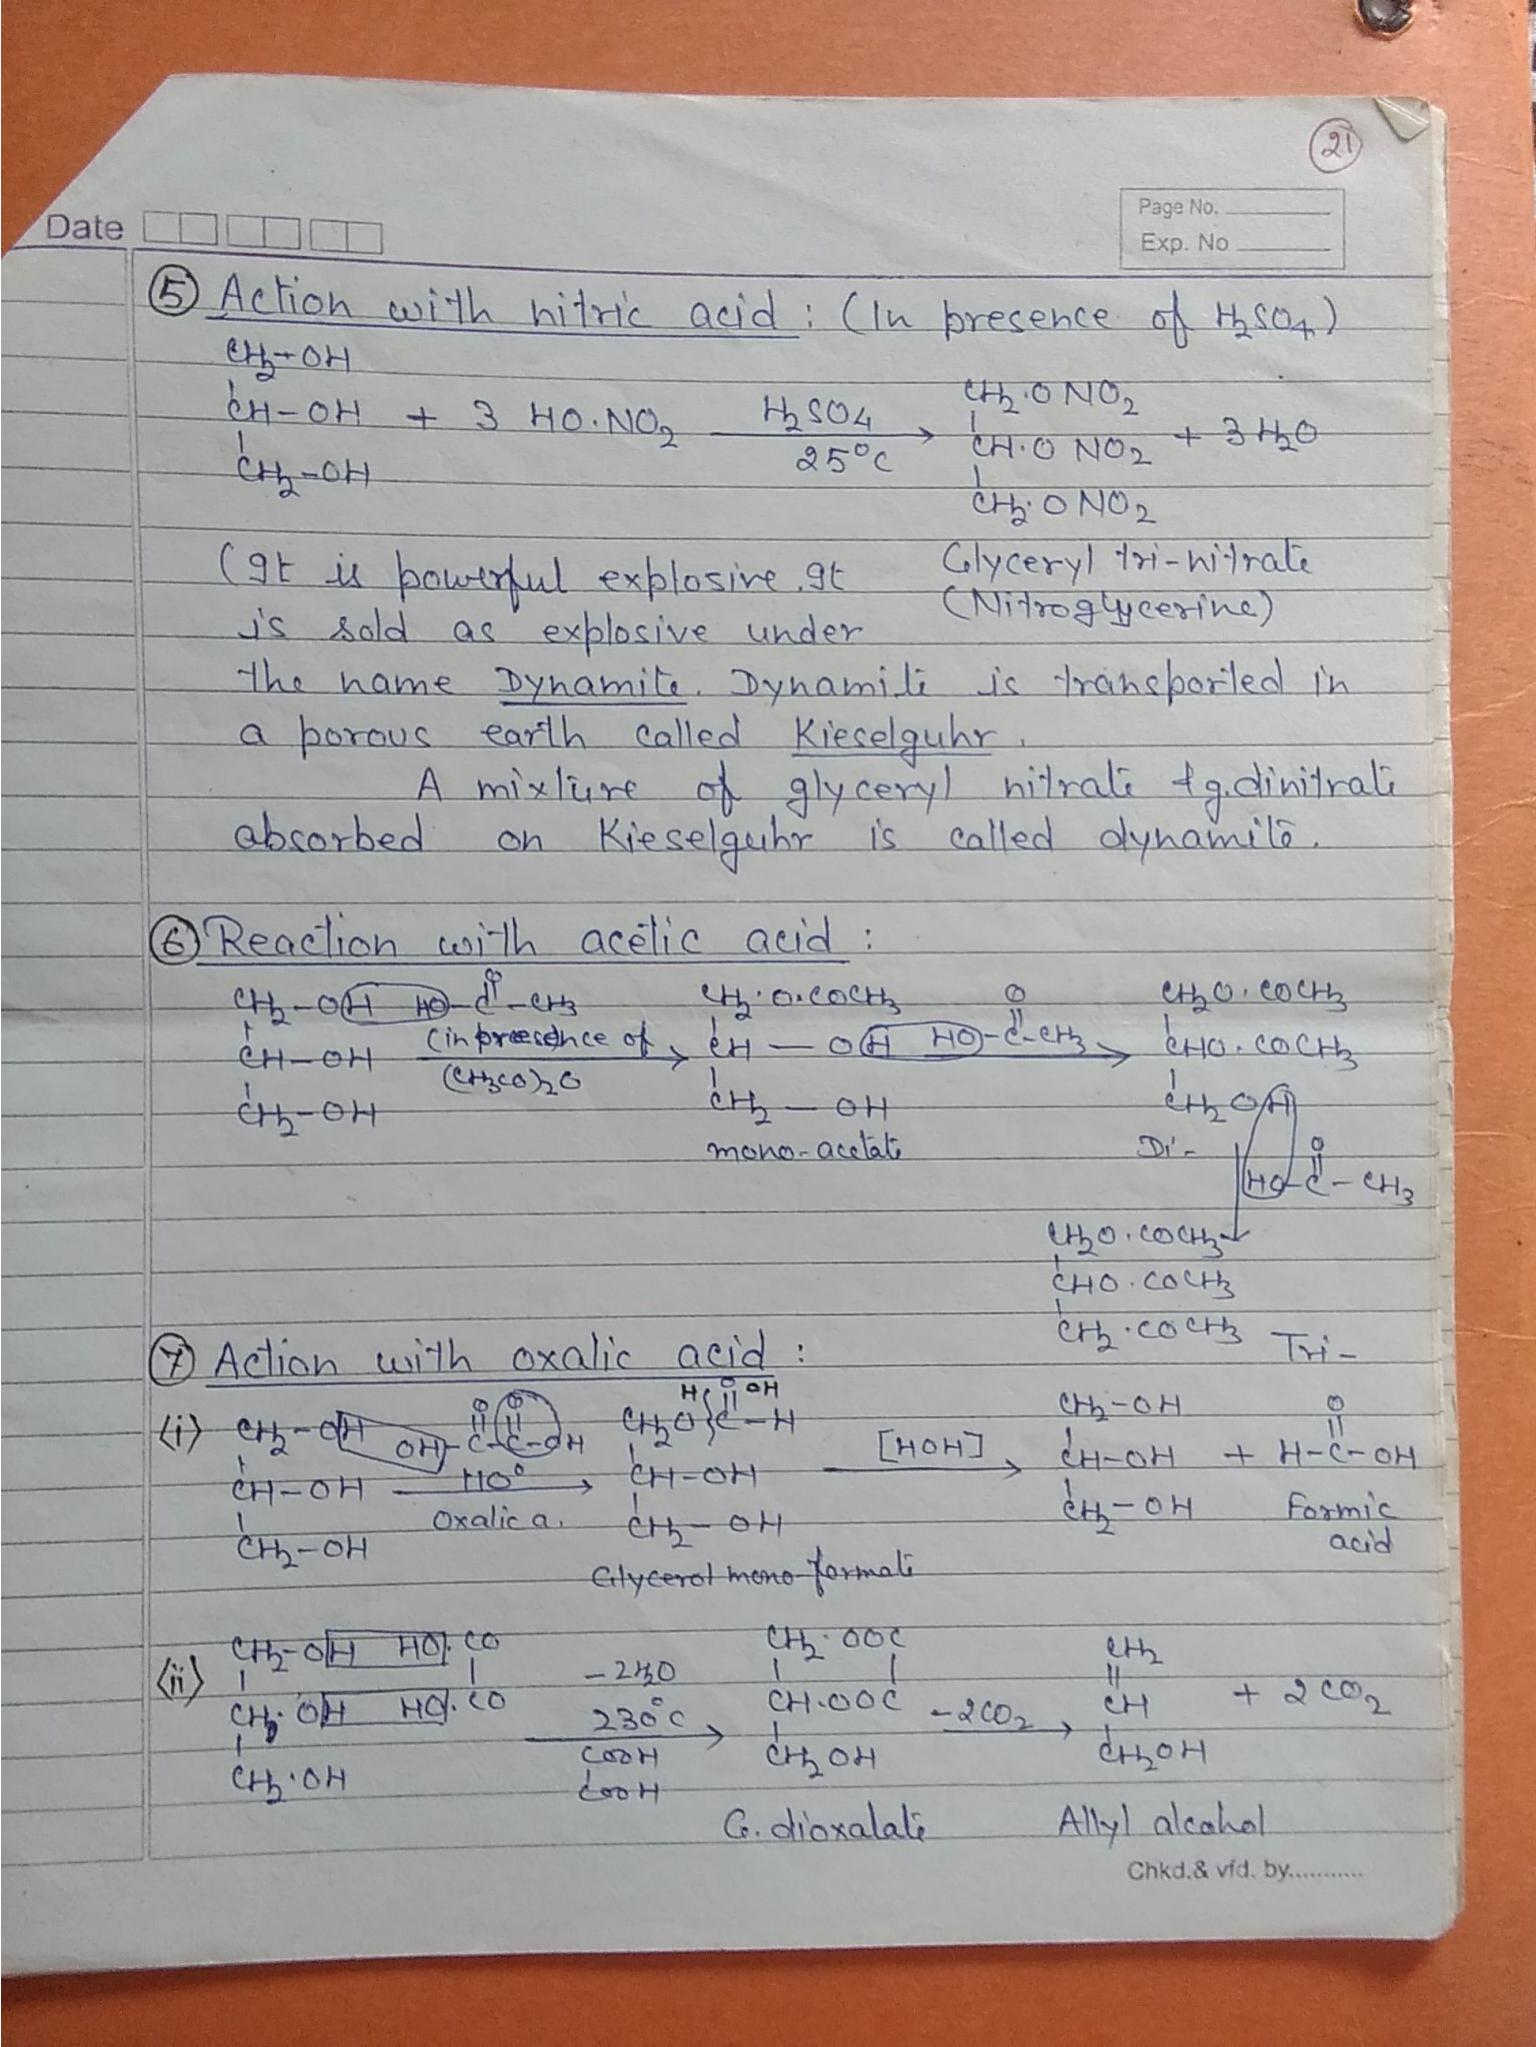 21
Date
Page No.
Exp. No
⑤ Action with nitric acid : (In presence of H₂SO₄)
CH₂-OH
CH-OH + 3 HO.NO₂ H₂SO₄ → CH₂.O NO₂
CH₂-OH 25°C CH.O NO₂ + 3H₂O
CH₂.O NO₂
(It is powerful explosive. It Glyceryl tri-nitrate
is sold as explosive under (Nitroglycerine)
the name Dynamite. Dynamite is transported in
a porous earth called Kieselguhr.
A mixture of glyceryl nitrate & g.dinitrate
absorbed on Kieselguhr is called dynamite.
⑥ Reaction with acetic acid :
CH₂-OH HO-C-CH₃ CH₂.O.COCH₃ O CH₂O.COCH₃
CH-OH (in presence of → CH-OH HO-C-CH₃ → CHO.COCH₃
CH₂-OH (CH₃CO)₂O CH₂-OH CH₂OH
mono-acetate Di-
O
HO-C-CH₃
CH₂O.COCH₃
CHO.COCH₃
CH₂.COCH₃ Tri-
⑦ Action with oxalic acid :
H O OH
(i) CH₂-OH OH-C-C-OH CH₂O C-H [HOH] → CH₂-OH O
CH-OH 110° → CH-OH CH-OH + H-C-OH
CH₂-OH Oxalic a. CH₂-OH CH₂-OH Formic
acid
Glycerol mono formate
(ii) CH₂-OH HO.CO -2H₂O CH₂.OOC CH₂
CH₂.OH HO.CO 230°C → CH.OOC -2CO₂ → CH + 2CO₂
CH₂.OH COOH CH₂OH CH₂OH
COOH
G. dioxalate Allyl alcohol
Chkd.& vfd. by............